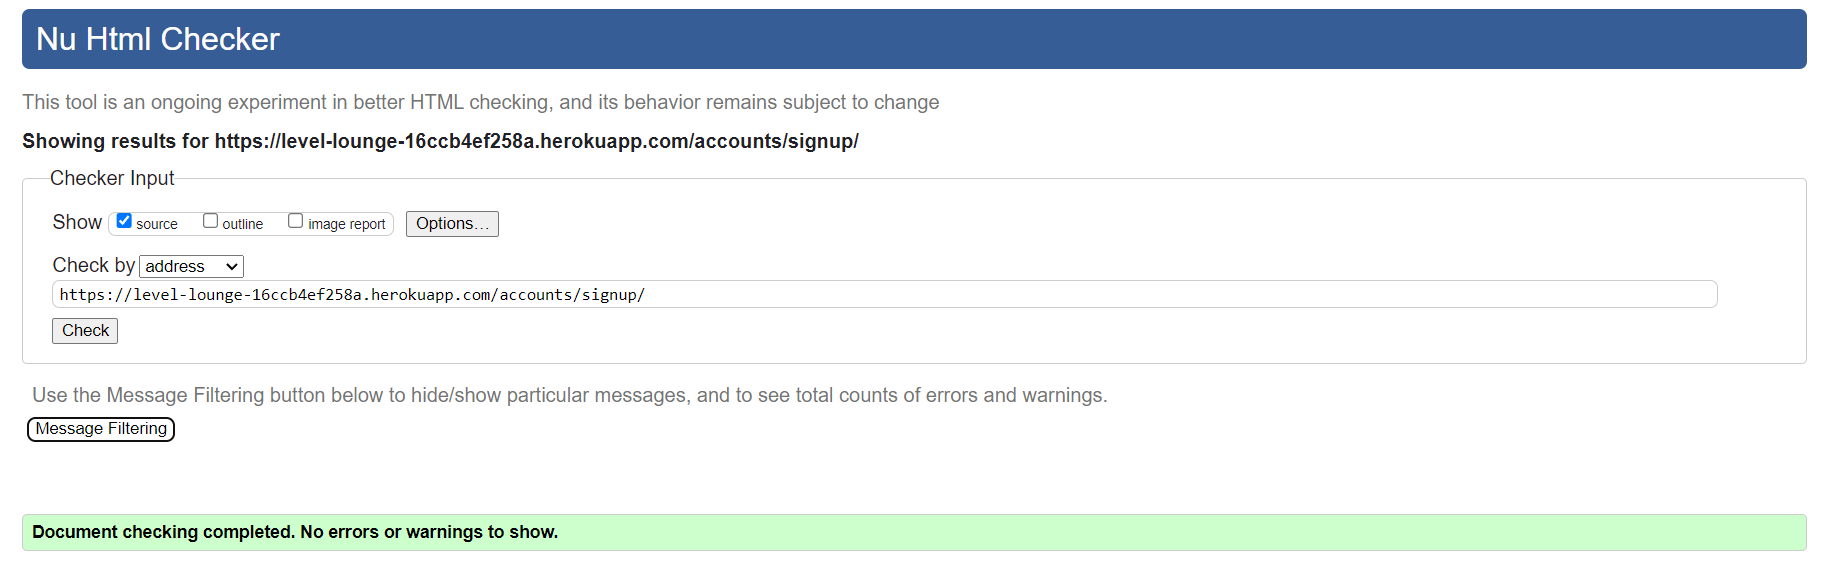 Nu Html Checker
This tool is an ongoing experiment in better HTML checking, and its behavior remains subject to change
Showing results for https://level-lounge-16ccb4ef258a.herokuapp.com/accounts/signup/
Checker Input
Show source outline image report Options…
Check by address
https://level-lounge-16ccb4ef258a.herokuapp.com/accounts/signup/
Check
Use the Message Filtering button below to hide/show particular messages, and to see total counts of errors and warnings.
Message Filtering
Document checking completed. No errors or warnings to show.